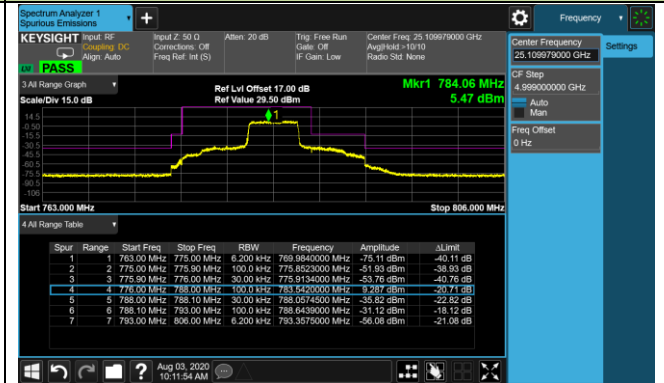 Spectrum Analyzer 1
Spurious Emissions
+
Frequency
KEYSIGHT Input: RF
Coupling: DC
Align: Auto
Input Z: 50 Ω
Corrections: Off
Freq Ref: Int (S)
Atten: 20 dB
Trig: Free Run
Gate: Off
IF Gain: Low
Center Freq: 25.109979000 GHz
Avg|Hold:>10/10
Radio Std: None
PASS
Center Frequency
25.109979000 GHz
Settings
CF Step
4.999000000 GHz
Auto
Man
Freq Offset
0 Hz
3 All Range Graph
Scale/Div 15.0 dB
Ref Lvl Offset 17.00 dB
Ref Value 29.50 dBm
Mkr1 784.06 MHz
5.47 dBm
1
14.5
-0.50
-15.5
-30.5
-45.5
-60.5
-75.5
-90.5
-106
Start 763.000 MHz
Stop 806.000 MHz
4 All Range Table
Spur Range Start Freq Stop Freq RBW Frequency Amplitude ΔLimit
1 1 763.00 MHz 775.00 MHz 6.200 kHz 769.9840000 MHz -75.11 dBm -40.11 dB
2 2 775.00 MHz 775.90 MHz 100.0 kHz 775.8523000 MHz -51.93 dBm -38.93 dB
3 3 775.90 MHz 776.00 MHz 30.00 kHz 775.9134000 MHz -53.76 dBm -40.76 dB
4 4 776.00 MHz 788.00 MHz 100.0 kHz 783.5420000 MHz 9.287 dBm -20.71 dB
5 5 788.00 MHz 788.10 MHz 30.00 kHz 788.0574500 MHz -35.82 dBm -22.82 dB
6 6 788.10 MHz 793.00 MHz 100.0 kHz 788.6439000 MHz -31.12 dBm -18.12 dB
7 7 793.00 MHz 806.00 MHz 6.200 kHz 793.3575000 MHz -56.08 dBm -21.08 dB
?
Aug 03, 2020
10:11:54 AM